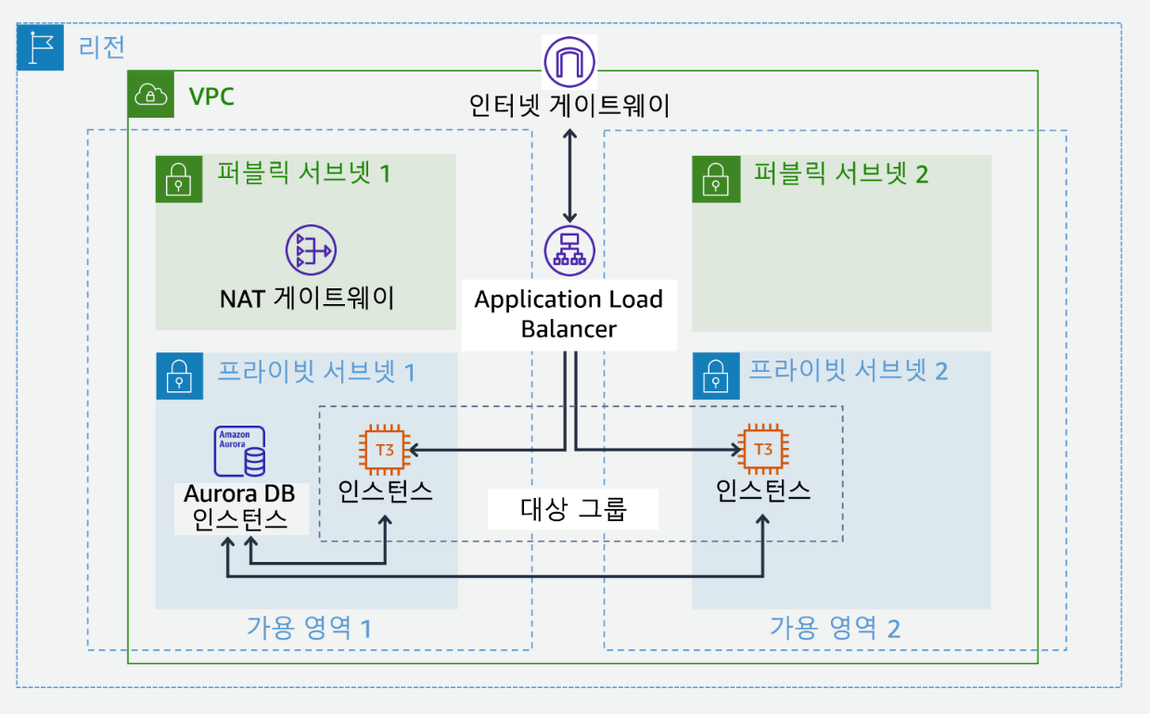 리전
VPC
인터넷 게이트웨이
퍼블릭 서브넷 1
퍼블릭 서브넷 2
NAT 게이트웨이
Application Load
Balancer
프라이빗 서브넷 1
프라이빗 서브넷 2
Amazon
Aurora
T3
T3
Aurora DB
인스턴스
인스턴스
인스턴스
대상 그룹
가용 영역 1
가용 영역 2